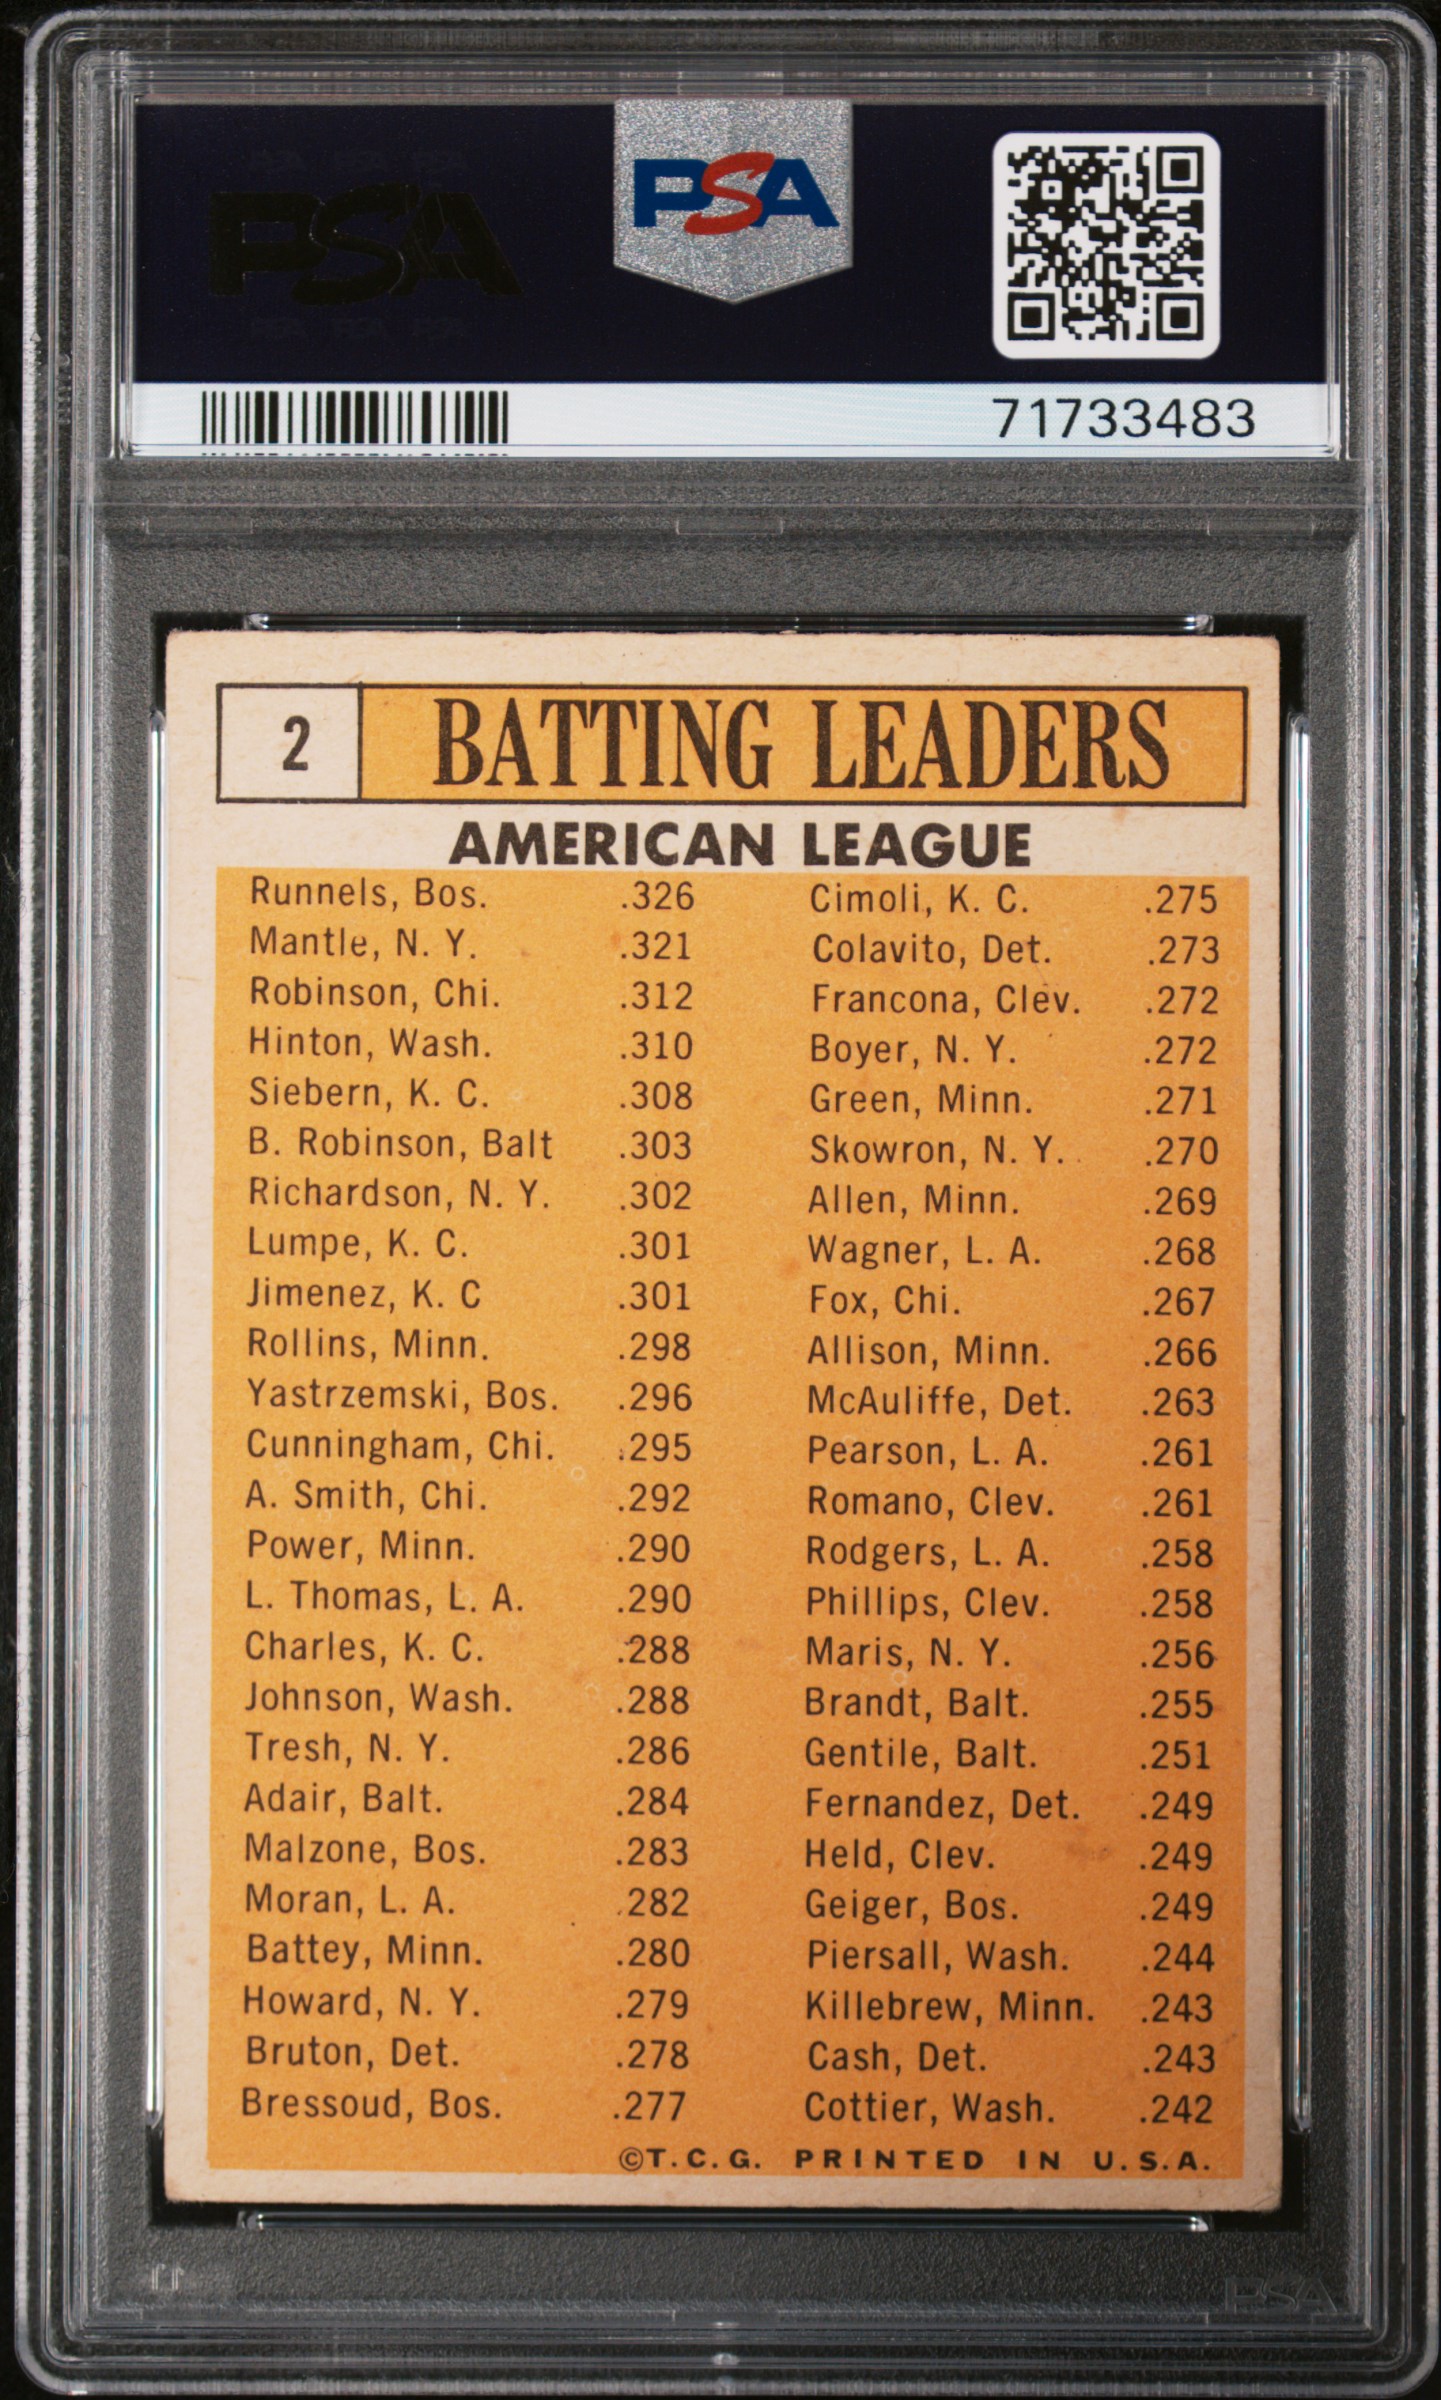 PSA
PSA
71733483
2 BATTING LEADERS
AMERICAN LEAGUE
Runnels, Bos. .326
Mantle, N. Y. .321
Robinson, Chi. .312
Hinton, Wash. .310
Siebern, K. C. .308
B. Robinson, Balt .303
Richardson, N. Y. .302
Lumpe, K. C. .301
Jimenez, K. C .301
Rollins, Minn. .298
Yastrzemski, Bos. .296
Cunningham, Chi. .295
A. Smith, Chi. .292
Power, Minn. .290
L. Thomas, L. A. .290
Charles, K. C. .288
Johnson, Wash. .288
Tresh, N. Y. .286
Adair, Balt. .284
Malzone, Bos. .283
Moran, L. A. .282
Battey, Minn. .280
Howard, N. Y. .279
Bruton, Det. .278
Bressoud, Bos. .277
Cimoli, K. C. .275
Colavito, Det. .273
Francona, Clev. .272
Boyer, N. Y. .272
Green, Minn. .271
Skowron, N. Y. .270
Allen, Minn. .269
Wagner, L. A. .268
Fox, Chi. .267
Allison, Minn. .266
McAuliffe, Det. .263
Pearson, L. A. .261
Romano, Clev. .261
Rodgers, L. A. .258
Phillips, Clev. .258
Maris, N. Y. .256
Brandt, Balt. .255
Gentile, Balt. .251
Fernandez, Det. .249
Held, Clev. .249
Geiger, Bos. .249
Piersall, Wash. .244
Killebrew, Minn. .243
Cash, Det. .243
Cottier, Wash. .242
©T.C.G. PRINTED IN U.S.A.
PSA